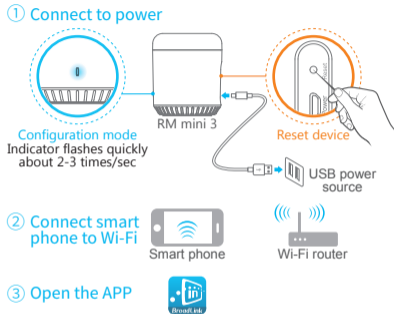 ① Connect to power
RM mini 3
Configuration mode
Indicator flashes quickly
about 2-3 times/sec
Reset device
USB power
source
② Connect smart
phone to Wi-Fi
Smart phone
Wi-Fi router
③ Open the APP
BroadLink